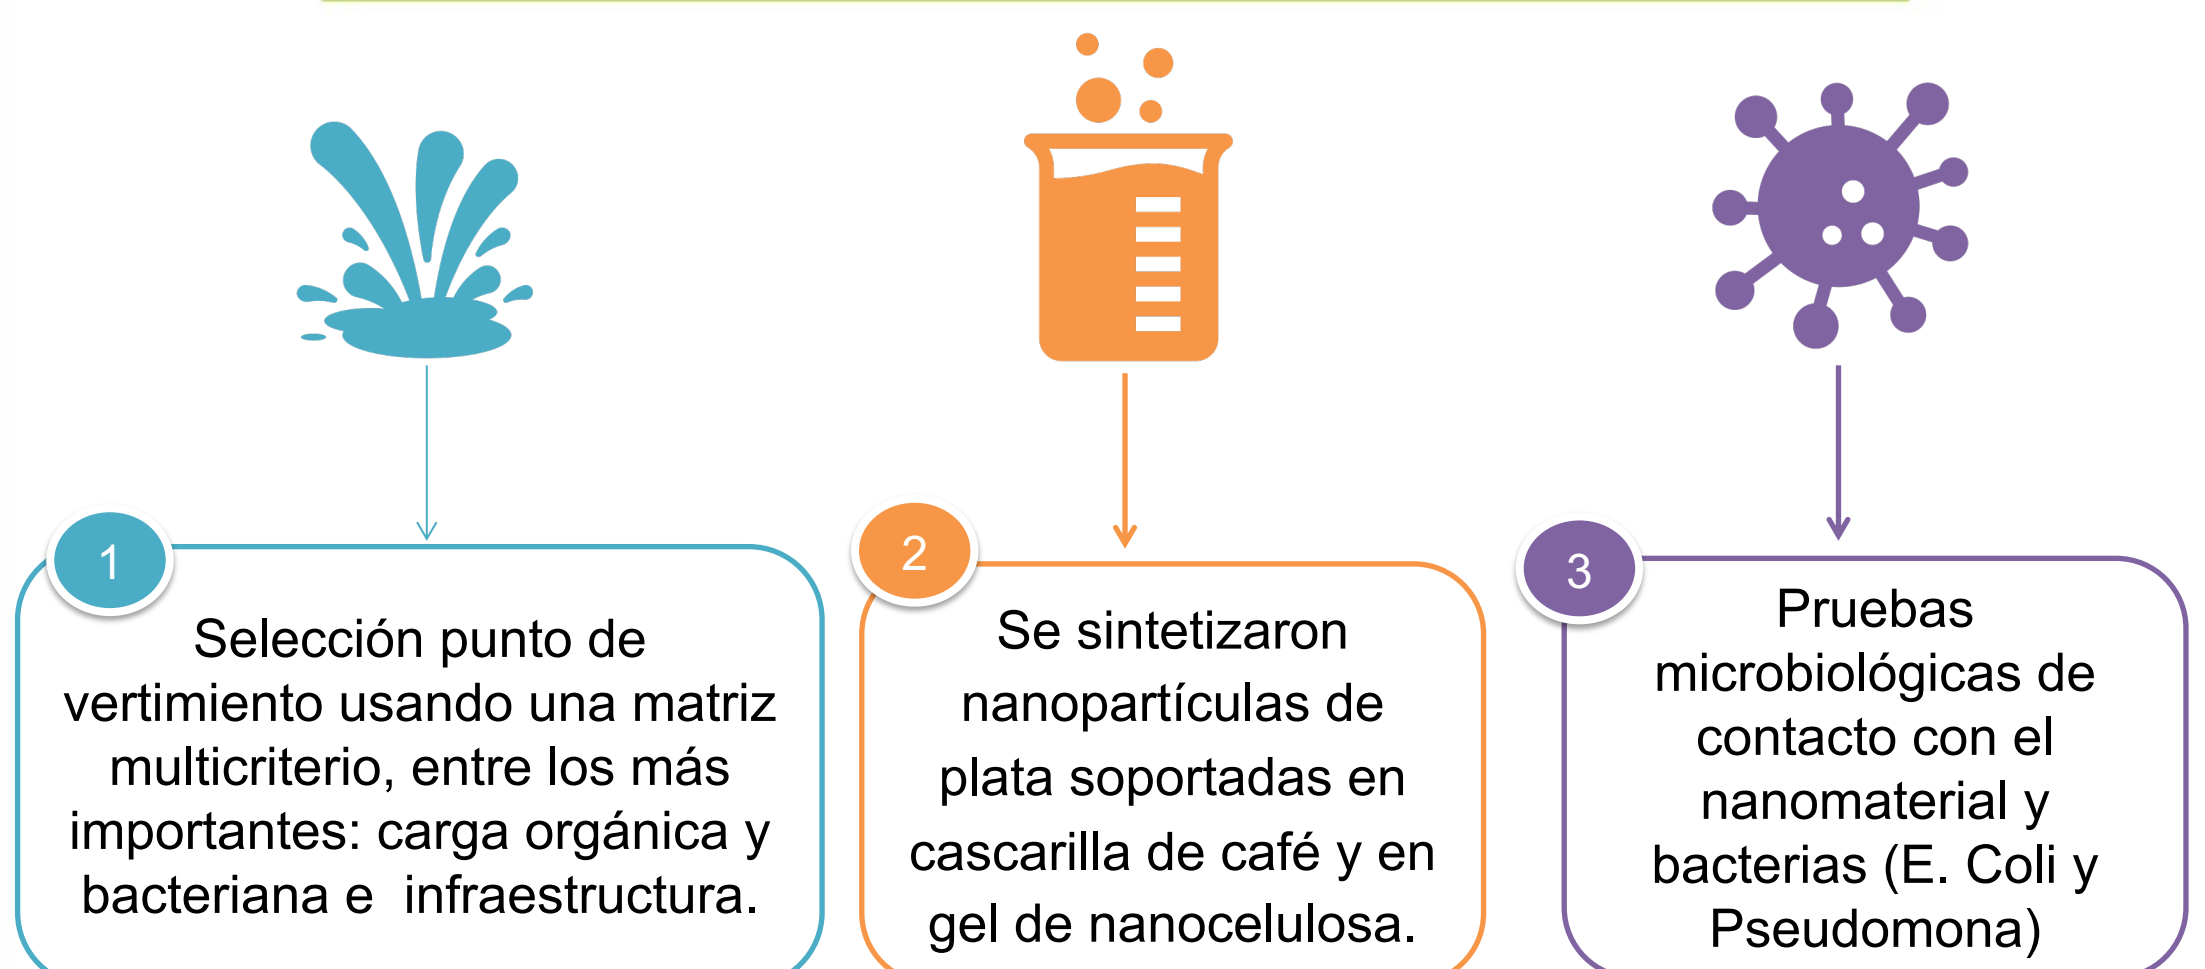 1
Selección punto de
vertimiento usando una matriz
multicriterio, entre los más
importantes: carga orgánica y
bacteriana e  infraestructura.
2
Se sintetizaron
nanopartículas de
plata soportadas en
cascarilla de café y en
gel de nanocelulosa.
3
Pruebas
microbiológicas de
contacto con el
nanomaterial y
bacterias (E. Coli y
Pseudomona)